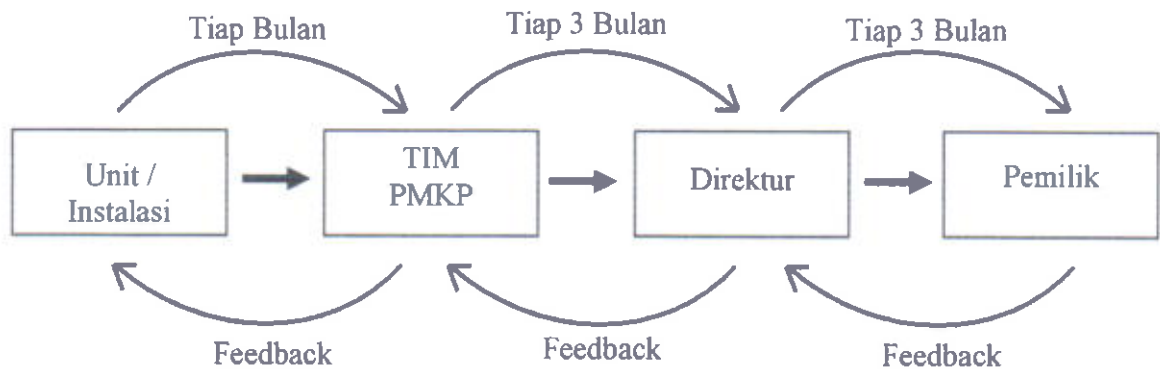 Tiap Bulan
Tiap 3 Bulan
Tiap 3 Bulan
Unit /
Instalasi
TIM
PMKP
Direktur
Pemilik
Feedback
Feedback
Feedback